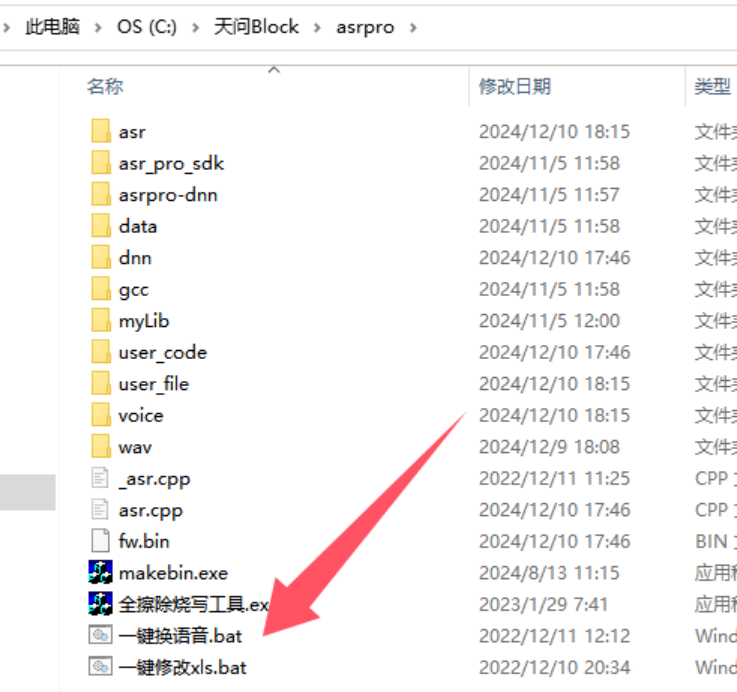 此电脑 OS (C:) 天问Block asrpro
名称 修改日期 类型
asr 2024/12/10 18:15 文件夹
asr_pro_sdk 2024/11/5 11:58 文件夹
asrpro-dnn 2024/11/5 11:57 文件夹
data 2024/11/5 11:58 文件夹
dnn 2024/12/10 17:46 文件夹
gcc 2024/11/5 11:58 文件夹
myLib 2024/11/5 12:00 文件夹
user_code 2024/12/10 17:46 文件夹
user_file 2024/12/10 18:15 文件夹
voice 2024/12/10 18:15 文件夹
wav 2024/12/9 18:08 文件夹
_asr.cpp 2022/12/11 11:25 CPP
asr.cpp 2024/12/10 17:46 CPP
fw.bin 2024/12/10 17:46 BIN
makebin.exe 2024/8/13 11:15 应用程
全擦除烧写工具.ex 2023/1/29 7:41 应用程
一键换语音.bat 2022/12/11 12:12 Wind
一键修改xls.bat 2022/12/10 20:34 Wind